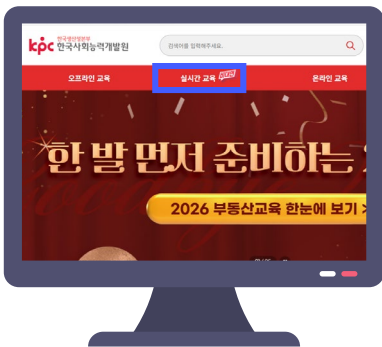 한국생산성본부
kpc 한국사회능력개발원
검색어를 입력해주세요.
오프라인 교육
실시간 교육
온라인 교육
한 발 먼저 준비하는
2026 부동산교육 한눈에 보기 >